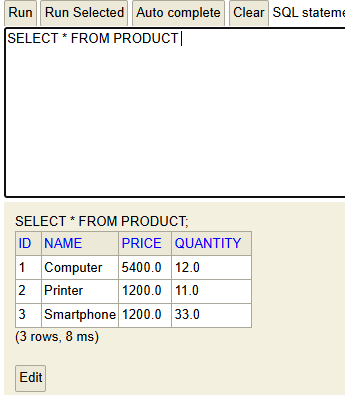 Run Run Selected Auto complete Clear SQL stateme
SELECT * FROM PRODUCT
SELECT * FROM PRODUCT;
ID NAME PRICE QUANTITY
1 Computer 5400.0 12.0
2 Printer 1200.0 11.0
3 Smartphone 1200.0 33.0
(3 rows, 8 ms)
Edit